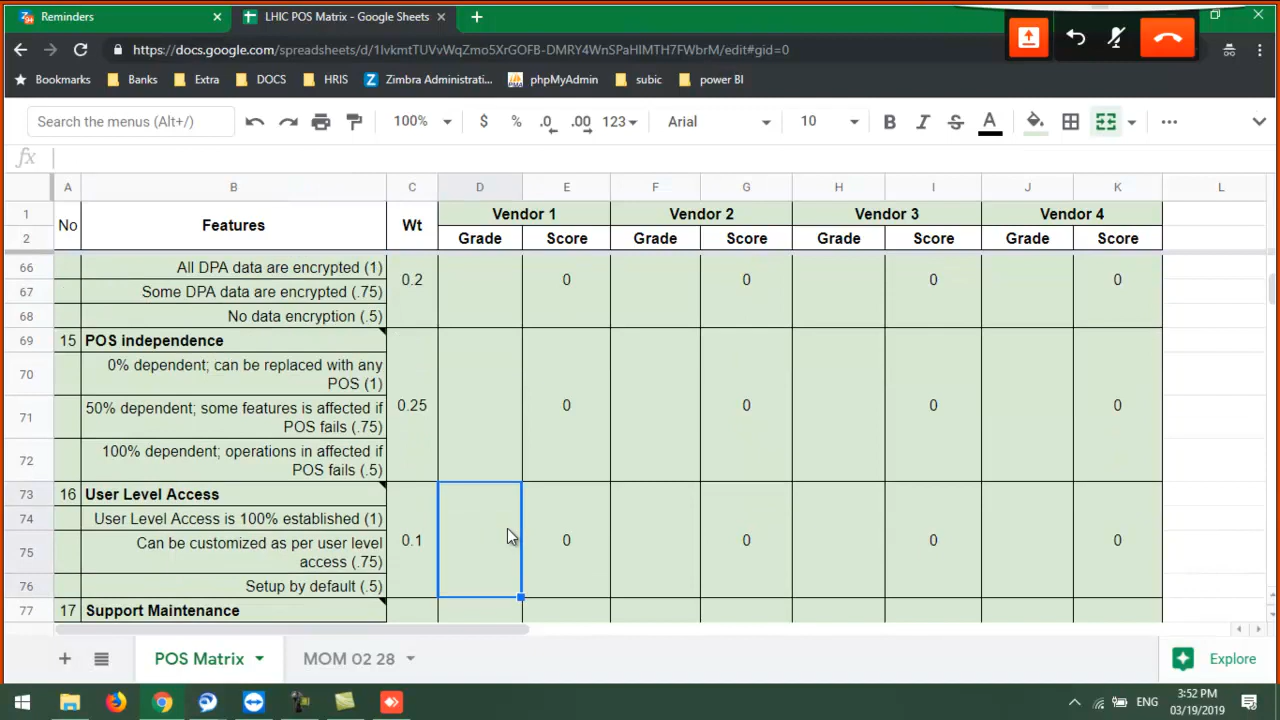 Reminders
LHIC POS Matrix - Google Sheets
https://docs.google.com/spreadsheets/d/1IvkmtTUVvWqZmo5XrGOFB-DMRY4WnSPaHlMTH7FWbrM/edit#gid=0
Bookmarks Banks Extra DOCS HRIS Zimbra Administrati... phpMyAdmin subic power BI
Search the menus (Alt+/) 100% $ % .0 .00 123 Arial 10 B I S A ...
fx
A B C D E F G H I J K L
1 No Features Wt Vendor 1 Vendor 2 Vendor 3 Vendor 4
2 Grade Score Grade Score Grade Score Grade Score
66 All DPA data are encrypted (1)
67 Some DPA data are encrypted (.75) 0.2 0 0 0 0
68 No data encryption (.5)
69 15 POS independence
70 0% dependent; can be replaced with any
POS (1)
71 50% dependent; some features is affected if
POS fails (.75) 0.25 0 0 0 0
72 100% dependent; operations in affected if
POS fails (.5)
73 16 User Level Access
74 User Level Access is 100% established (1)
75 Can be customized as per user level
access (.75) 0.1 0 0 0 0
76 Setup by default (.5)
77 17 Support Maintenance
POS Matrix MOM 02 28 Explore
ENG 3:52 PM
03/19/2019